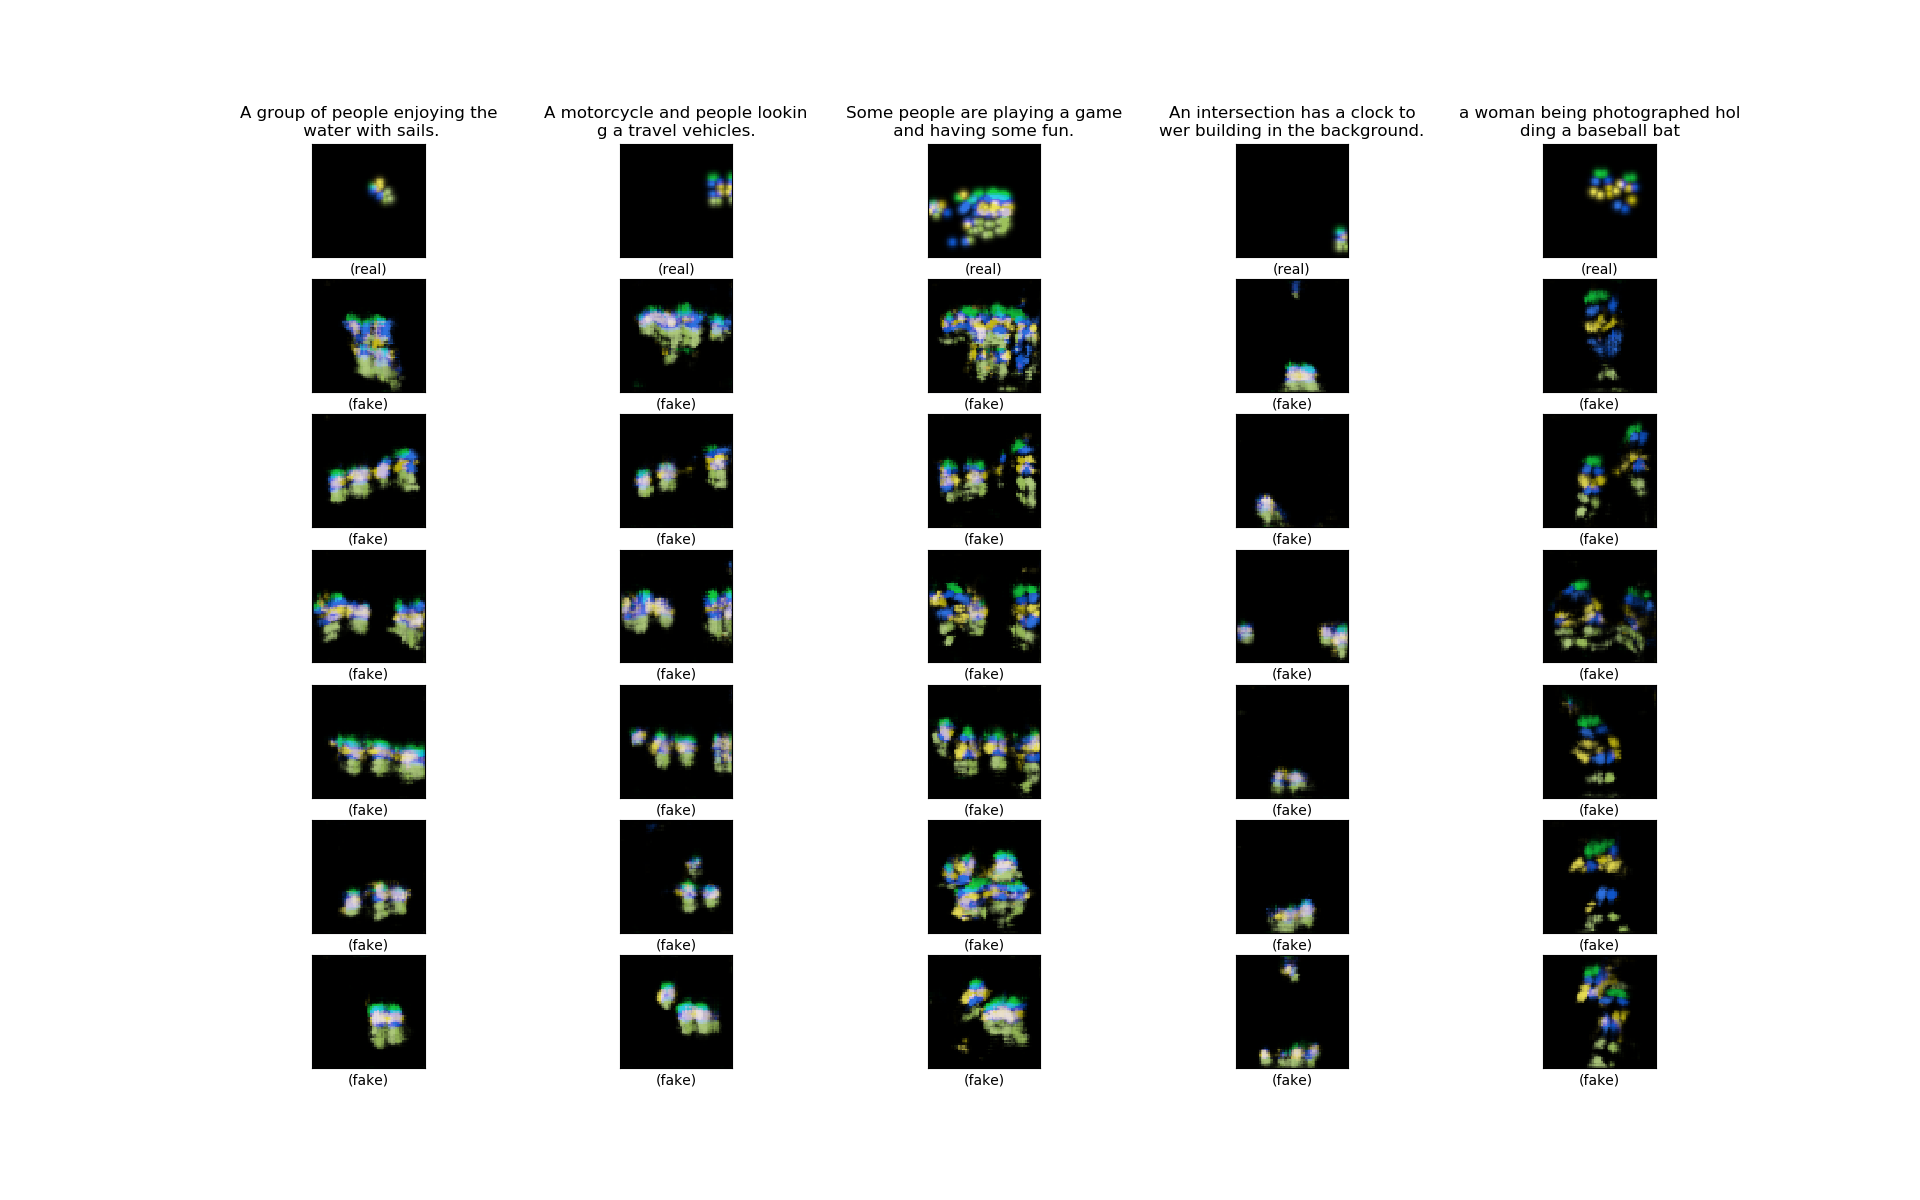 A group of people enjoying the
water with sails.
A motorcycle and people lookin
g a travel vehicles.
Some people are playing a game
and having some fun.
An intersection has a clock to
wer building in the background.
a woman being photographed hol
ding a baseball bat
(real) (real) (real) (real) (real)
(fake) (fake) (fake) (fake) (fake)
(fake) (fake) (fake) (fake) (fake)
(fake) (fake) (fake) (fake) (fake)
(fake) (fake) (fake) (fake) (fake)
(fake) (fake) (fake) (fake) (fake)
(fake) (fake) (fake) (fake) (fake)